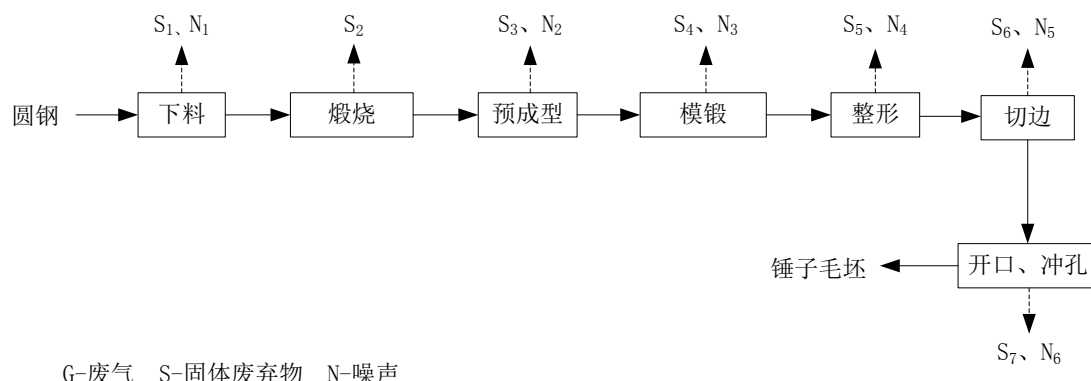 S₁、N₁ S₂ S₃、N₂ S₄、N₃ S₅、N₄ S₆、N₅
圆钢 下料 煅烧 预成型 模锻 整形 切边
锤子毛坯 开口、冲孔
S₇、N₆
G-废气 S-固体废弃物 N-噪声